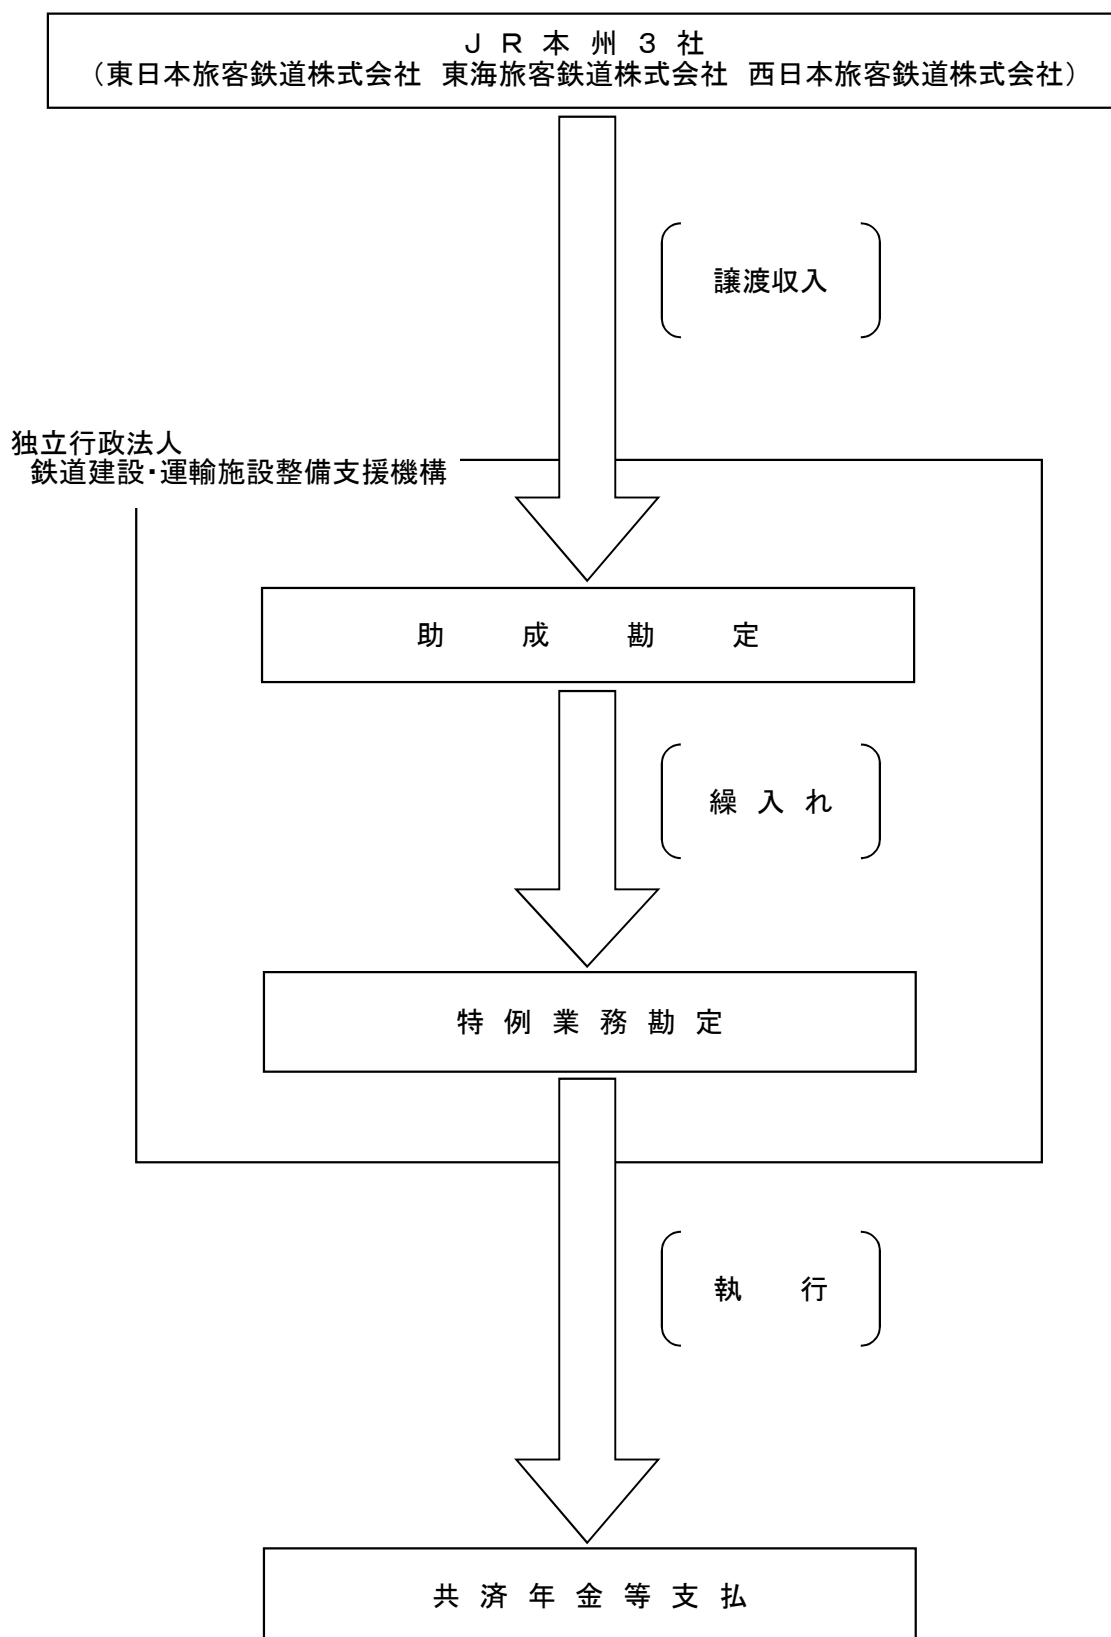 ＪＲ本州３社
（東日本旅客鉄道株式会社　東海旅客鉄道株式会社　西日本旅客鉄道株式会社）
譲渡収入
独立行政法人
鉄道建設・運輸施設整備支援機構
助成勘定
繰入れ
特例業務勘定
執行
共済年金等支払